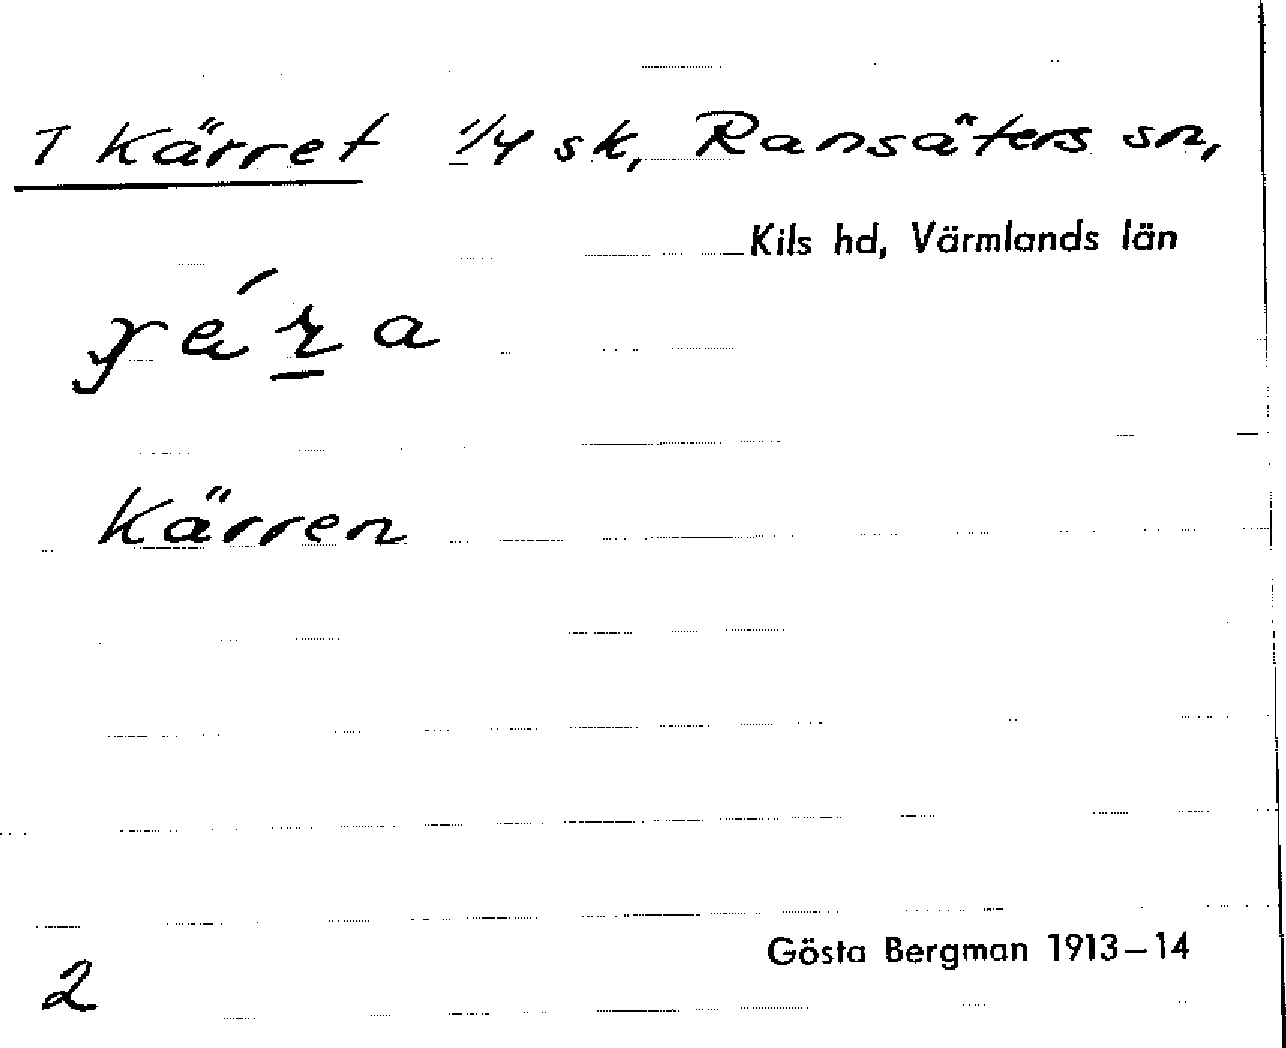 1 Kärret 1/4 sk, Ransäters sn,
Kils hd, Värmlands län
Kärren
Gösta Bergman 1913–14
2